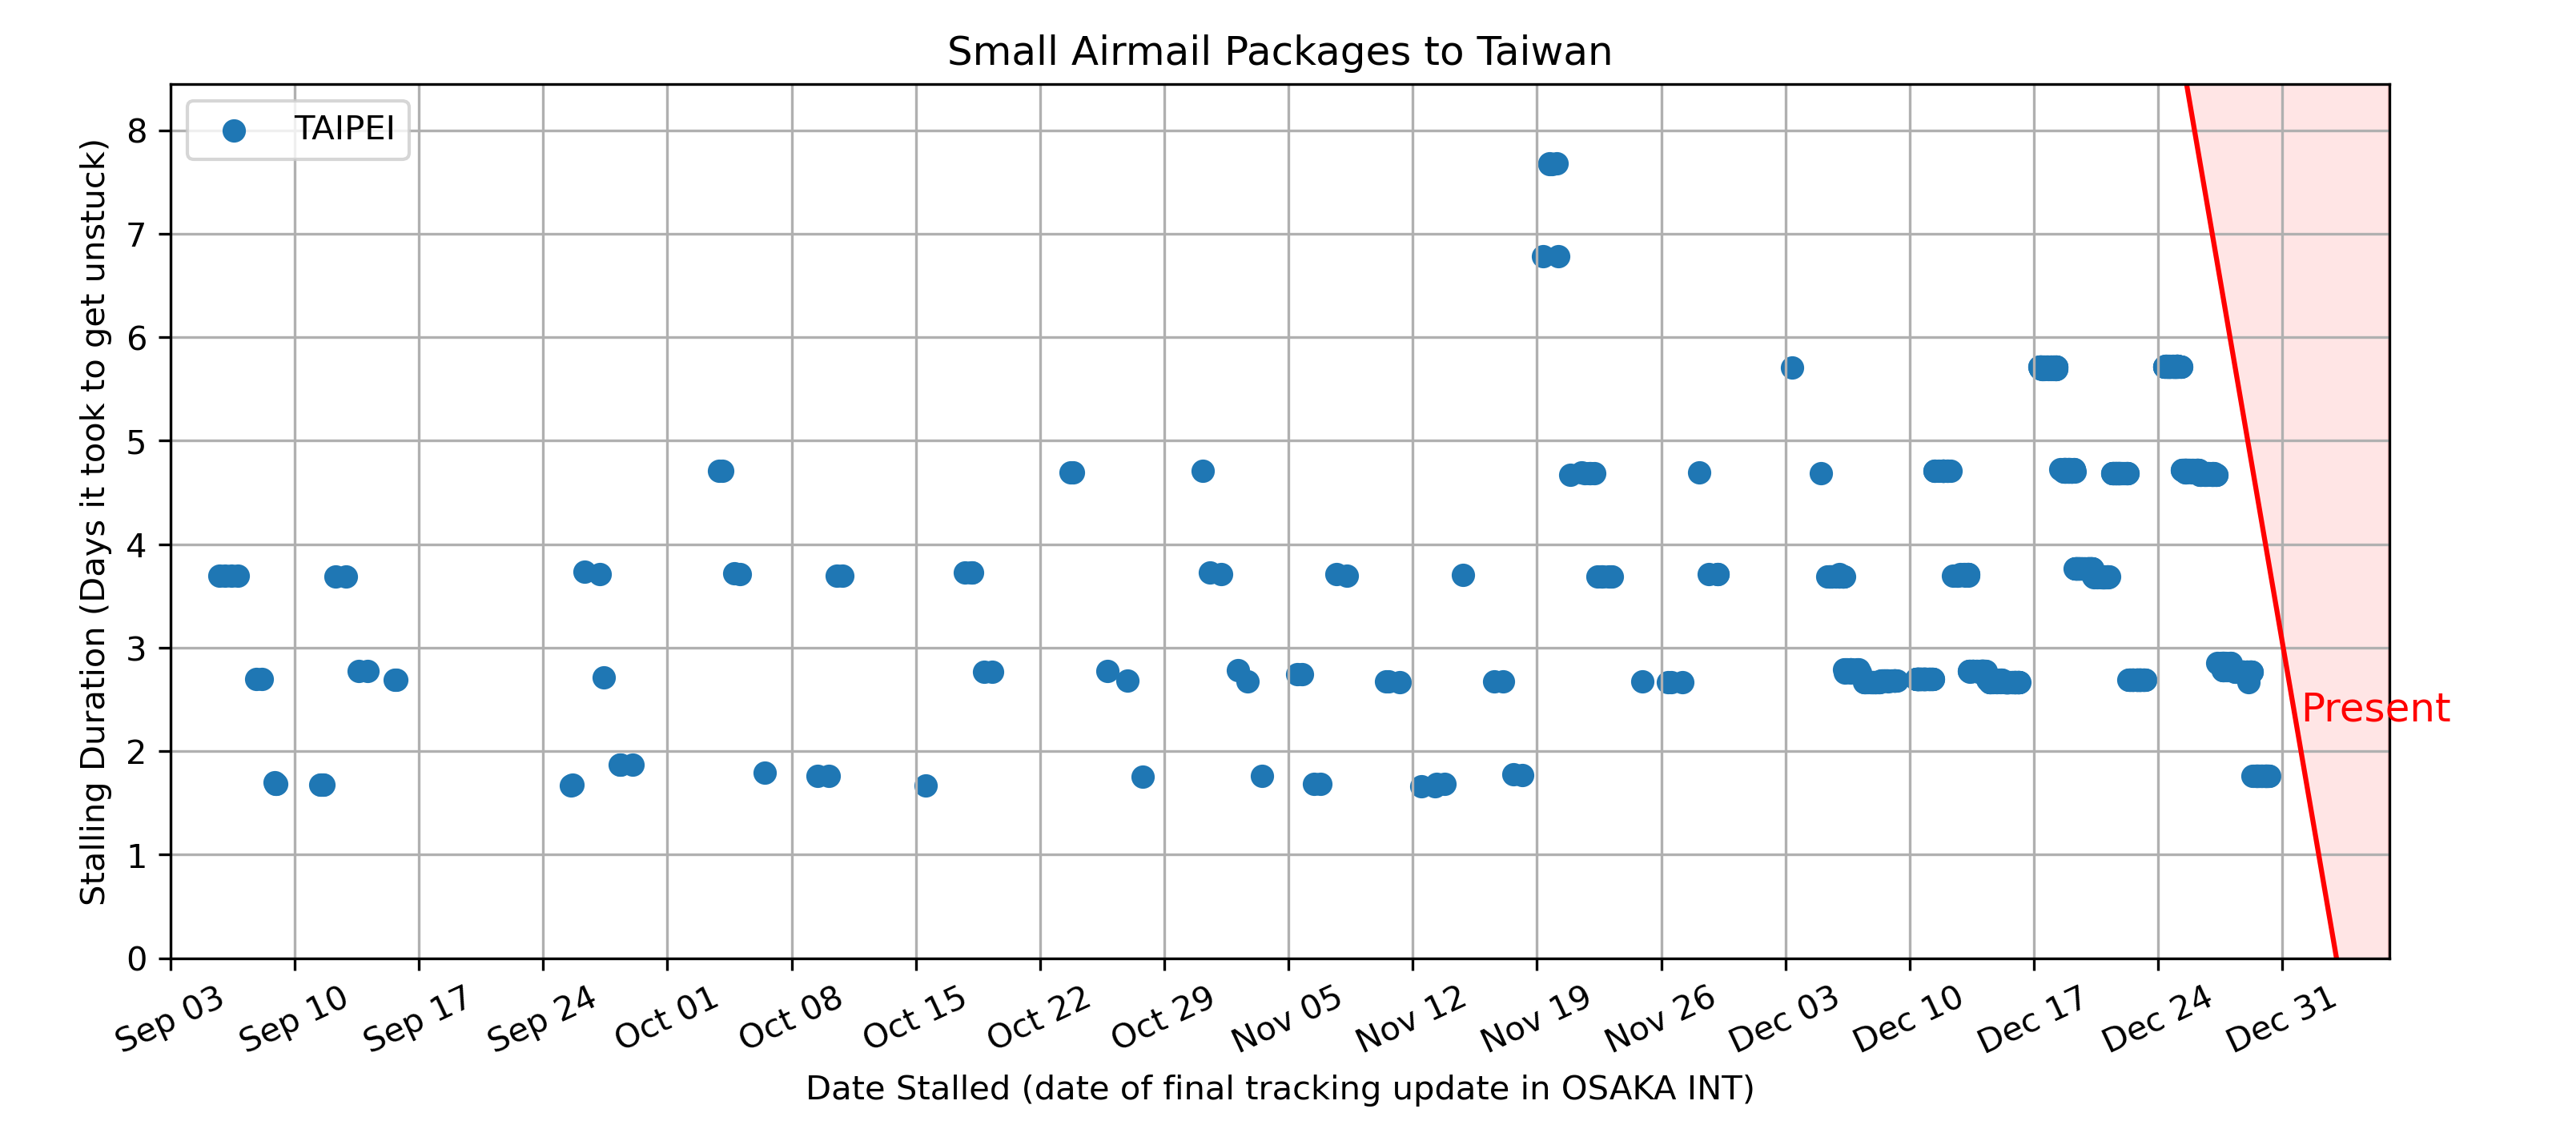 Small Airmail Packages to Taiwan
TAIPEI
Stalling Duration (Days it took to get unstuck)
8
7
6
5
4
3
2
1
0
Present
Sep 03 Sep 10 Sep 17 Sep 24 Oct 01 Oct 08 Oct 15 Oct 22 Oct 29 Nov 05 Nov 12 Nov 19 Nov 26 Dec 03 Dec 10 Dec 17 Dec 24 Dec 31
Date Stalled (date of final tracking update in OSAKA INT)